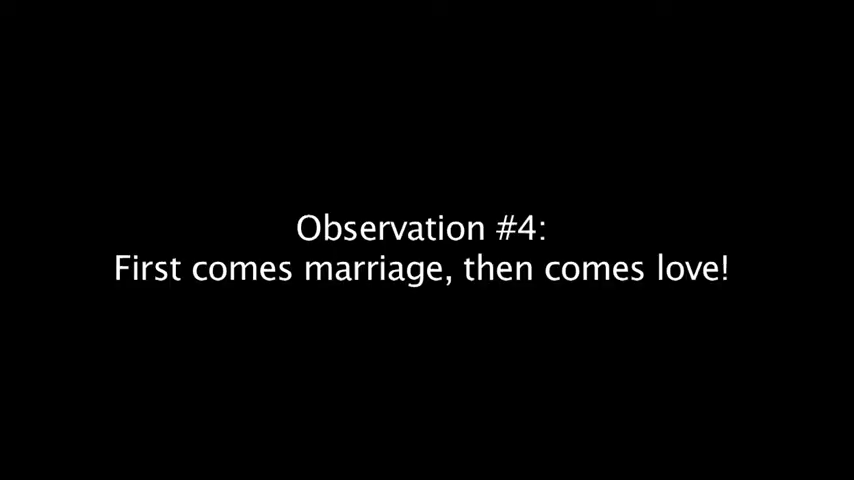 Observation #4:
First comes marriage, then comes love!